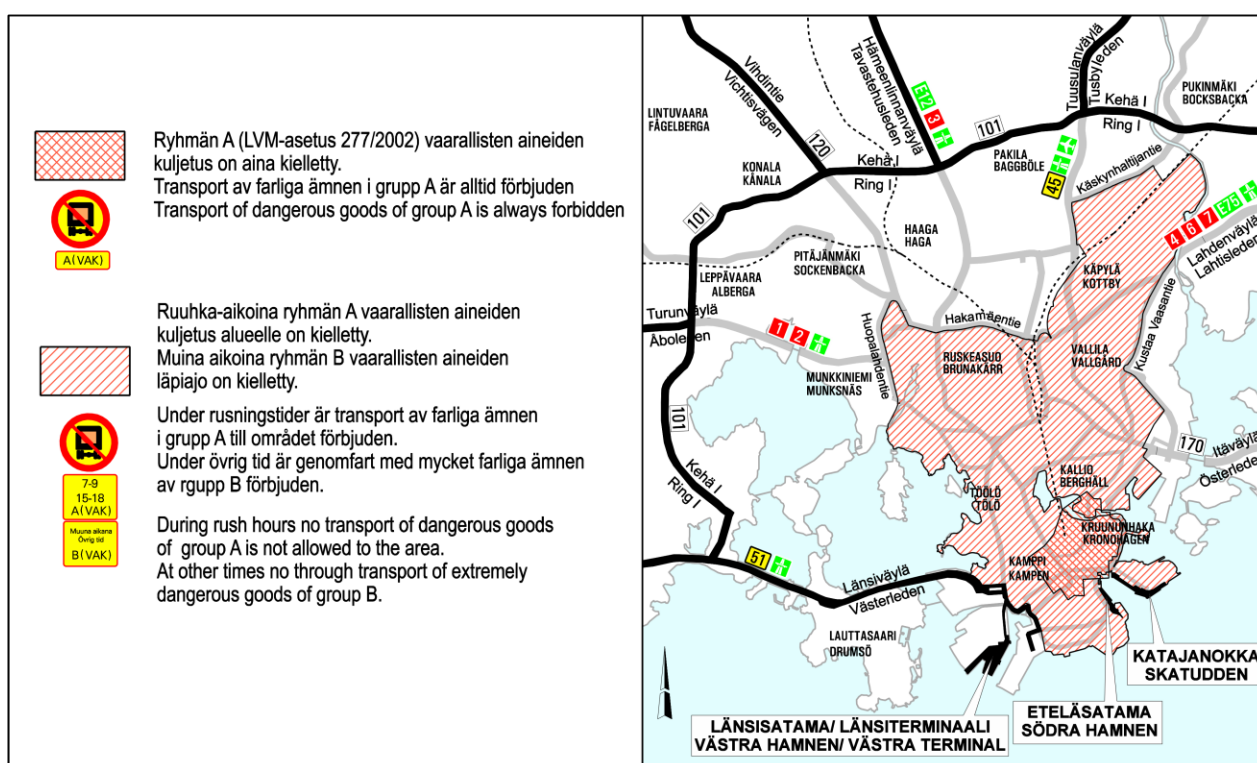 Ryhmän A (LVM-asetus 277/2002) vaarallisten aineiden
kuljetus on aina kielletty.
Transport av farliga ämnen i grupp A är alltid förbjuden
Transport of dangerous goods of group A is always forbidden
A(VAK)
Ruuhka-aikoina ryhmän A vaarallisten aineiden
kuljetus alueelle on kielletty.
Muina aikoina ryhmän B vaarallisten aineiden
läpiajo on kielletty.
Under rusningstider är transport av farliga ämnen
i grupp A till området förbjuden.
Under övrig tid är genomfart med mycket farliga ämnen
av rgupp B förbjuden.
7-9
15-18
A(VAK)
Muuna aikana
Övrig tid
B(VAK)
During rush hours no transport of dangerous goods
of group A is not allowed to the area.
At other times no through transport of extremely
dangerous goods of group B.
Vihdintie
Vichtisvägen
120
Hämeenlinnanväylä
Tavastehusleden
E12
3
Tuusulanväylä
Tusbyleden
Kehä I
Ring I
PUKINMÄKI
BOCKSBACKA
LINTUVAARA
FÅGELBERGA
101
Kehä I
Ring I
PAKILA
BAGGBÖLE
45
Käskynhaltijantie
KONALA
KÅNALA
101
HAAGA
HAGA
4
6
7
E75
Lahdenväylä
Lahtisleden
PITÄJÄNMÄKI
SOCKENBACKA
LEPPÄVAARA
ALBERGA
KÄPYLÄ
KOTTBY
Turunväylä
Åboleden
1
2
Huopalahdentie
Hakamäentie
Kustaa Vaasantie
RUSKEASUO
BRUNAKÄRR
VALLILA
VALLGÅRD
MUNKKINIEMI
MUNKSNÄS
101
170
Itäväylä
Österleden
Kehä I
Ring I
KALLIO
BERGHÄLL
TÖÖLÖ
TÖLÖ
KRUUNUNHAKA
KRONOHAGEN
KAMPPI
KAMPEN
51
Länsiväylä
Västerleden
LAUTTASAARI
DRUMSÖ
KATAJANOKKA
SKATUDDEN
ETELÄSATAMA
SÖDRA HAMNEN
LÄNSISATAMA/ LÄNSITERMINAALI
VÄSTRA HAMNEN/ VÄSTRA TERMINAL